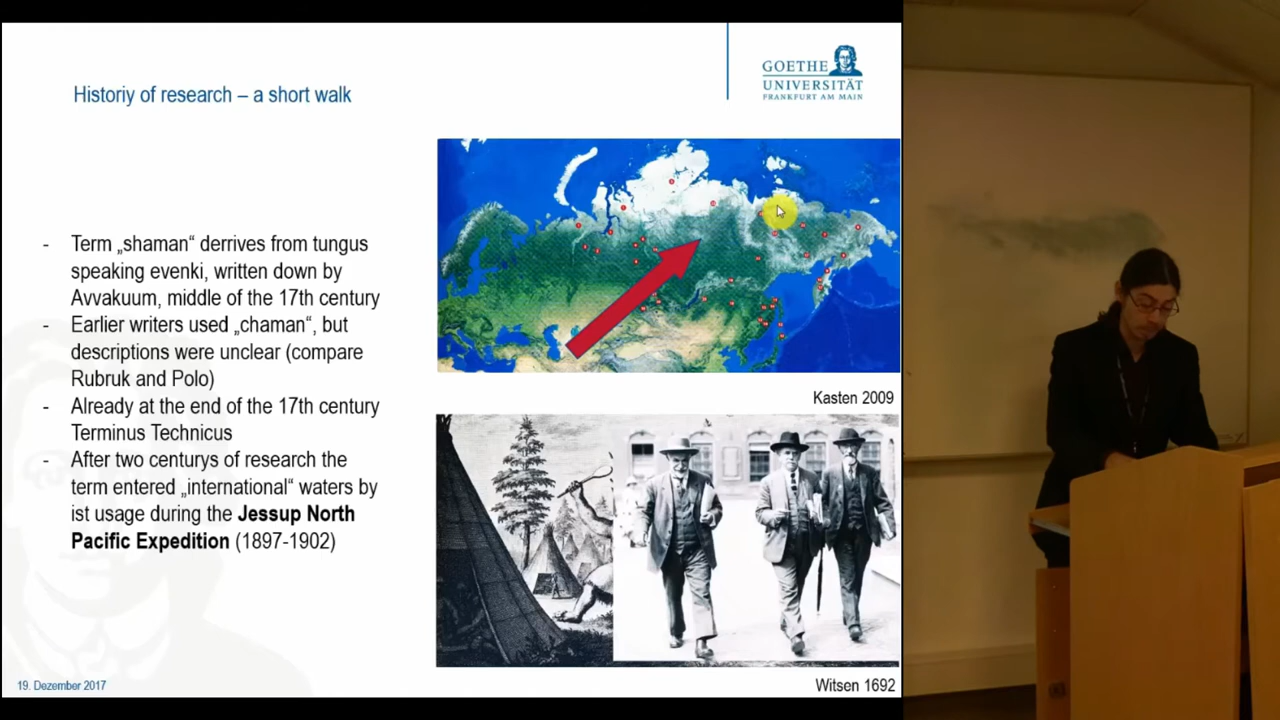 GOETHE
UNIVERSITÄT
FRANKFURT AM MAIN
Historiy of research – a short walk
- Term „shaman“ derrives from tungus
speaking evenki, written down by
Avvakuum, middle of the 17th century
- Earlier writers used „chaman“, but
descriptions were unclear (compare
Rubruk and Polo)
- Already at the end of the 17th century
Terminus Technicus
- After two centurys of research the
term entered „international“ waters by
ist usage during the Jessup North
Pacific Expedition (1897-1902)
Kasten 2009
Witsen 1692
19. Dezember 2017